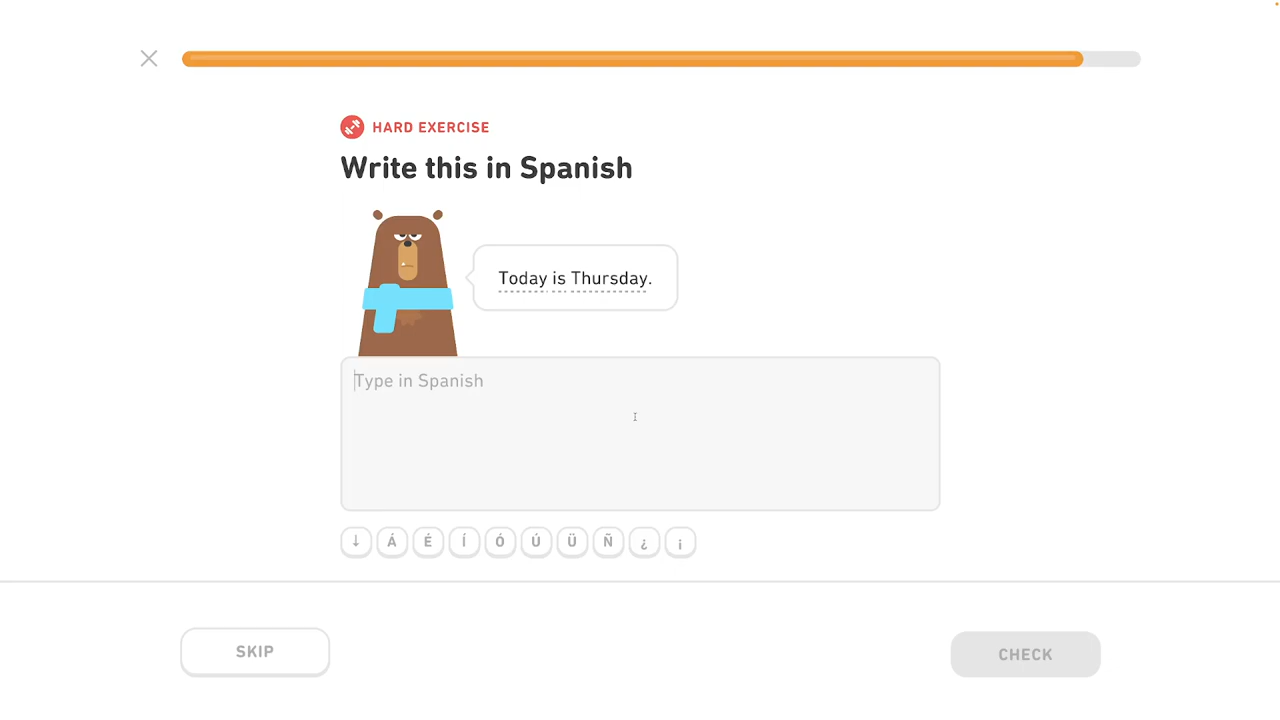 HARD EXERCISE
Write this in Spanish
Today is Thursday.
Type in Spanish
↓ Á É Í Ó Ú Ü Ñ ¿ ¡
SKIP
CHECK